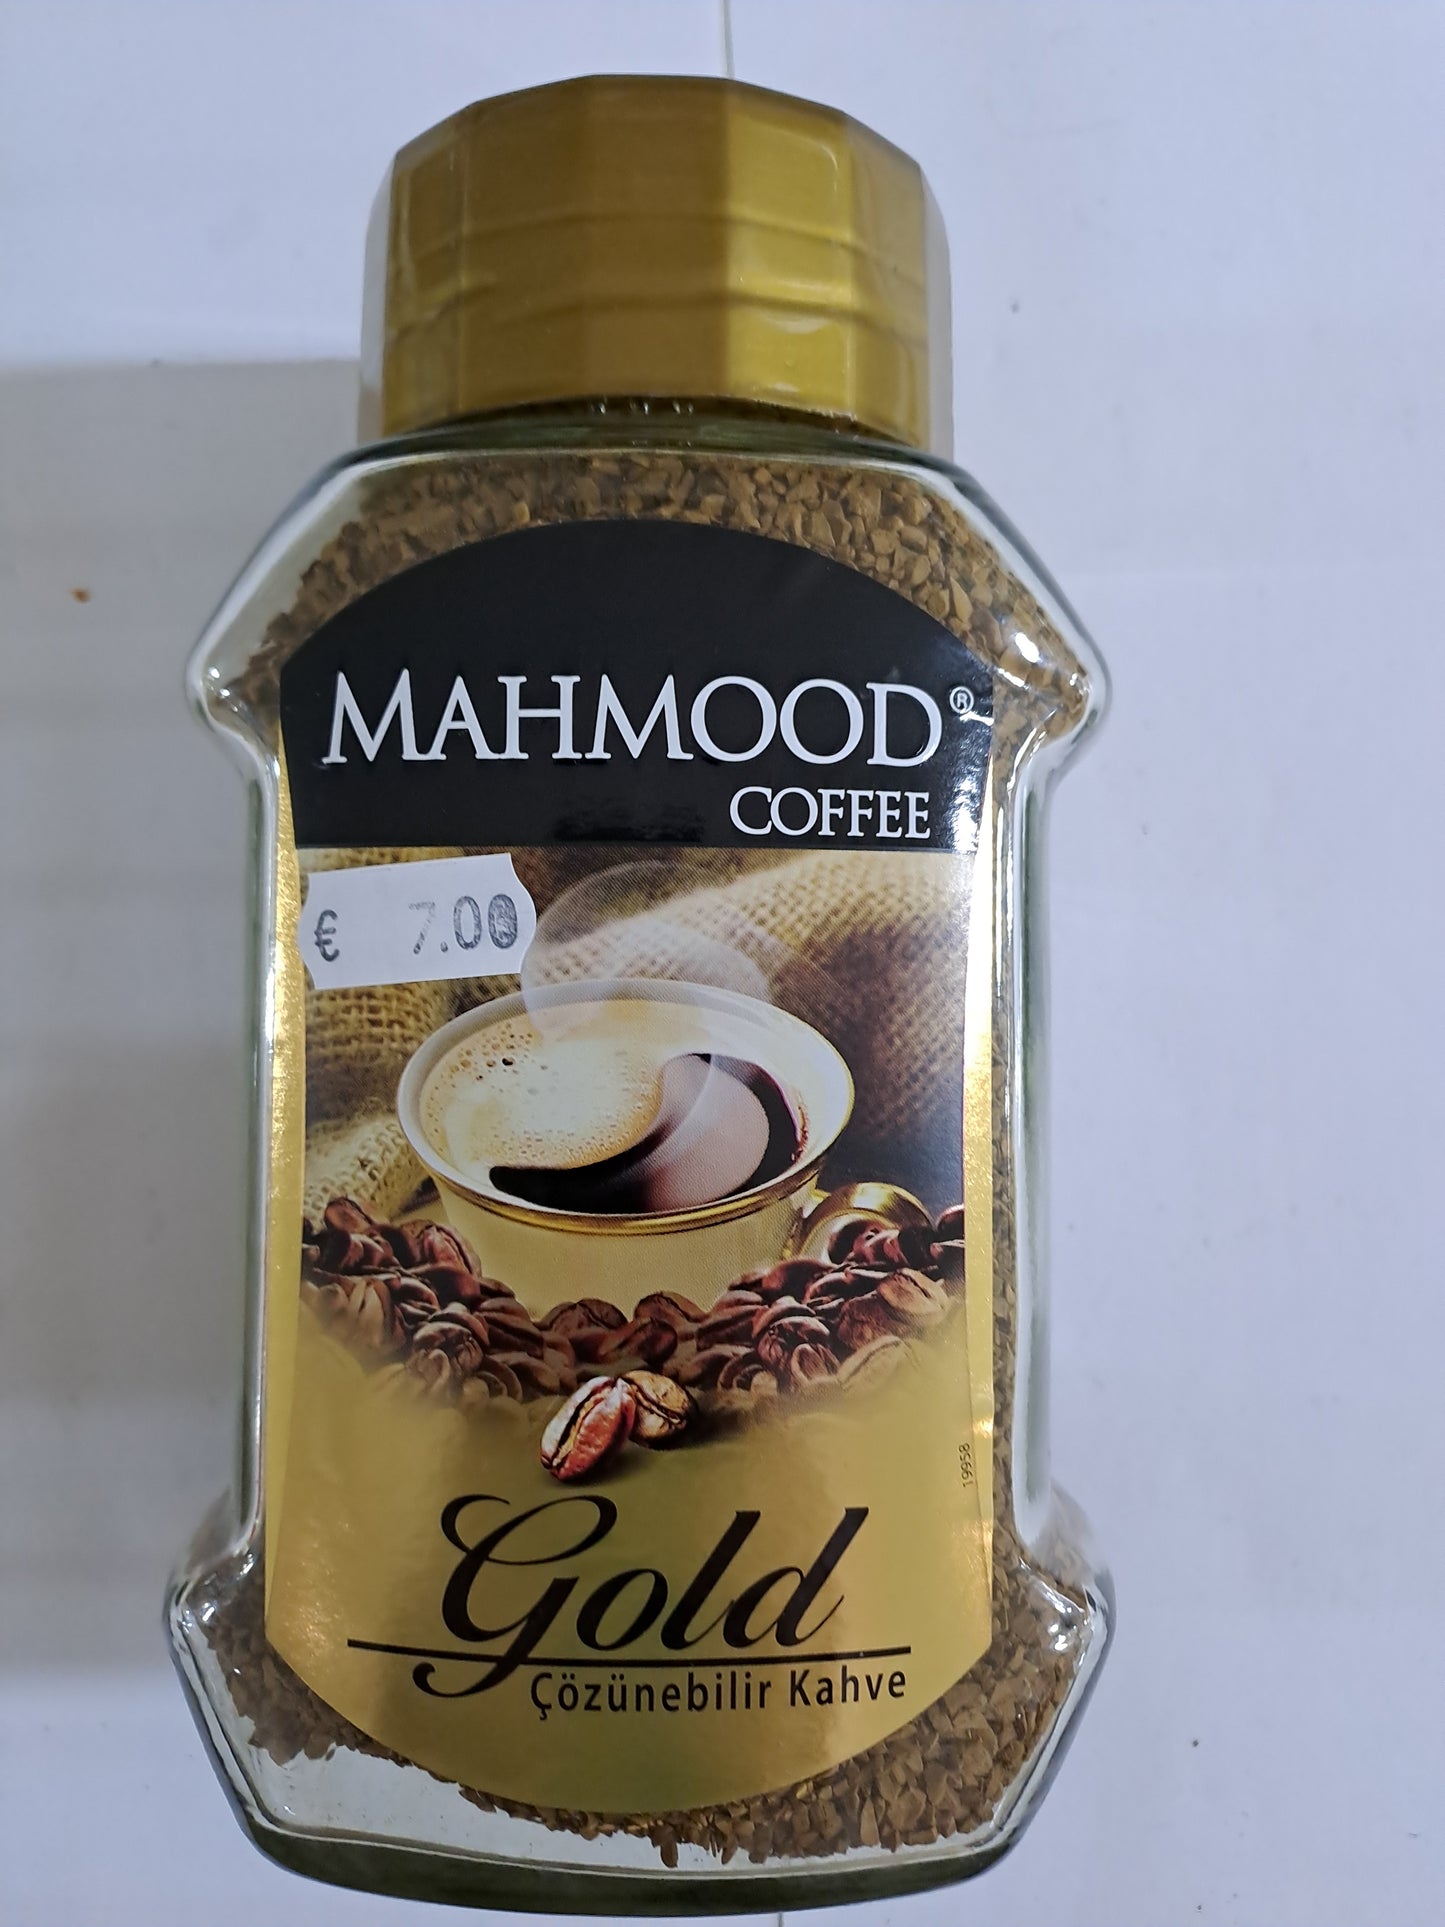 MAHMOOD®
COFFEE
€ 7.00
19958
Gold
Çözünebilir Kahve